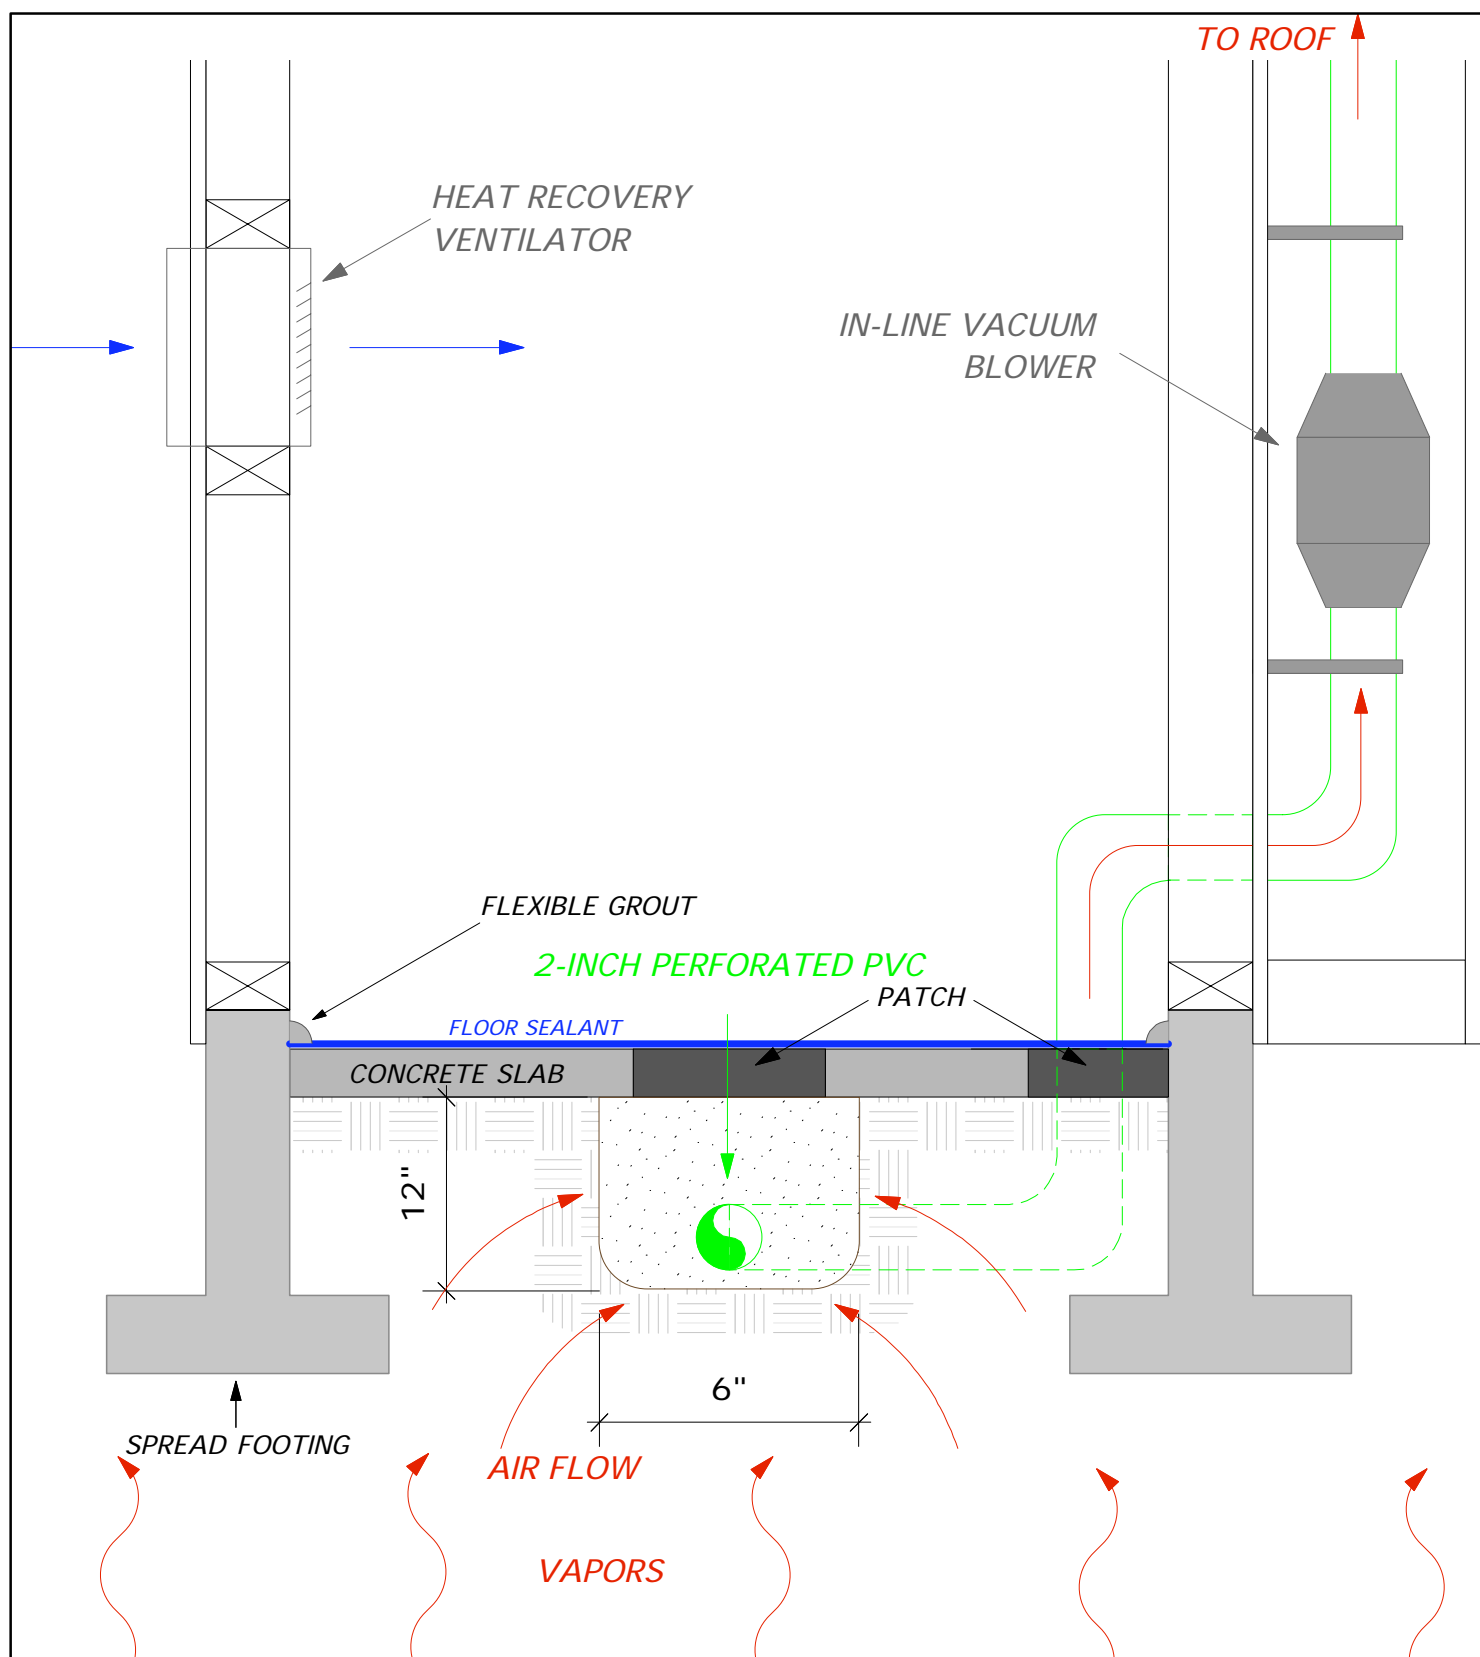 TO ROOF
HEAT RECOVERY
VENTILATOR
IN-LINE VACUUM
BLOWER
FLEXIBLE GROUT
2-INCH PERFORATED PVC
PATCH
FLOOR SEALANT
CONCRETE SLAB
12"
6"
SPREAD FOOTING
AIR FLOW
VAPORS